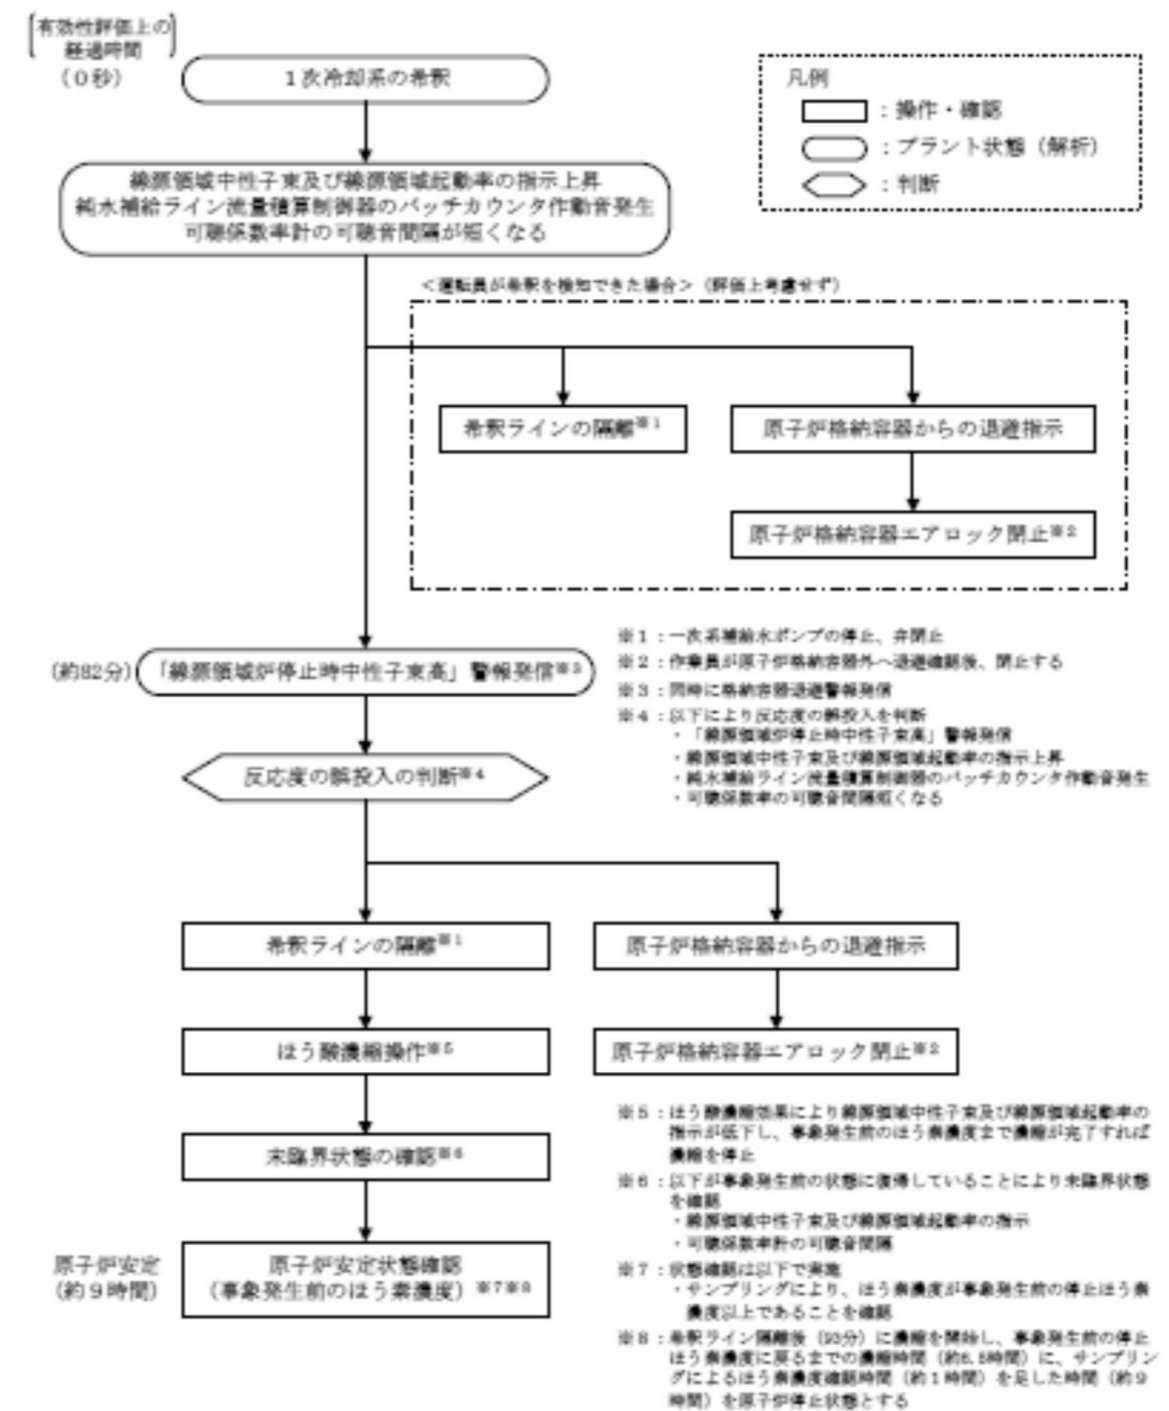 有効性評価上の
経過時間
(0秒)
1次冷却系の希釈
凡例
:操作・確認
:プラント状態(解析)
:判断
線源領域中性子束及び線源領域起動率の指示上昇
純水補給ライン流量積算制御器のバッチカウンタ作動音発生
可聴係数率計の可聴音間隔が短くなる
<運転員が希釈を検知できた場合>(評価上考慮せず)
希釈ラインの隔離※1
原子炉格納容器からの退避指示
原子炉格納容器エアロック閉止※2
(約82分)
「線源領域炉停止時中性子束高」警報発信※3
※1:一次系補給水ポンプの停止、弁閉止
※2:作業員が原子炉格納容器外へ退避確認後、閉止する
※3:同時に格納容器退避警報発信
※4:以下により反応度の誤投入を判断
・「線源領域炉停止時中性子束高」警報発信
・線源領域中性子束及び線源領域起動率の指示上昇
・純水補給ライン流量積算制御器のバッチカウンタ作動音発生
・可聴係数率の可聴音間隔短くなる
反応度の誤投入の判断※4
希釈ラインの隔離※1
原子炉格納容器からの退避指示
ほう酸濃縮操作※5
原子炉格納容器エアロック閉止※2
未臨界状態の確認※6
原子炉安定
(約9時間)
原子炉安定状態確認
(事象発生前のほう素濃度)※7※8
※5:ほう酸濃縮効果により線源領域中性子束及び線源領域起動率の
指示が低下し、事象発生前のほう素濃度まで濃縮が完了すれば
濃縮を停止
※6:以下が事象発生前の状態に復帰していることにより未臨界状態
を確認
・線源領域中性子束及び線源領域起動率の指示
・可聴係数率計の可聴音間隔
※7:状態確認は以下で実施
・サンプリングにより、ほう素濃度が事象発生前の停止ほう素
濃度以上であることを確認
※8:希釈ライン隔離後(93分)に濃縮を開始し、事象発生前の停止
ほう素濃度に戻るまでの濃縮時間(約6.5時間)に、サンプリン
グによるほう素濃度確認時間(約1時間)を足した時間(約9
時間)を原子炉停止状態とする